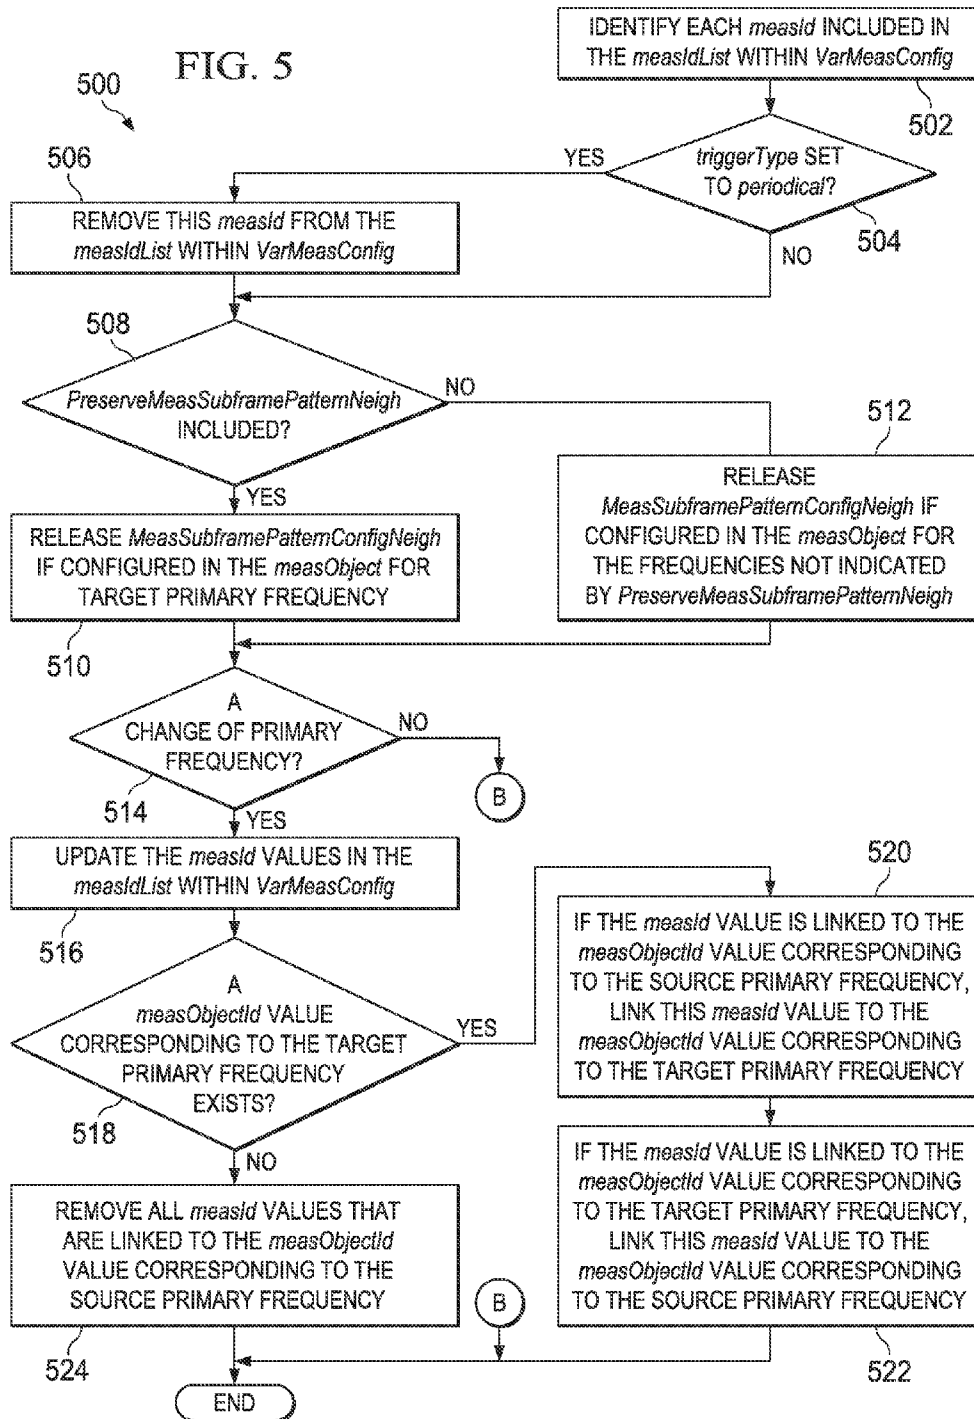 FIG. 5
500
IDENTIFY EACH measId INCLUDED IN
THE measIdList WITHIN VarMeasConfig
502
triggerType SET
TO periodical?
504
YES
NO
506
REMOVE THIS measId FROM THE
measIdList WITHIN VarMeasConfig
508
PreserveMeasSubframePatternNeigh
INCLUDED?
NO
YES
512
RELEASE
MeasSubframePatternConfigNeigh IF
CONFIGURED IN THE measObject FOR
THE FREQUENCIES NOT INDICATED
BY PreserveMeasSubframePatternNeigh
RELEASE MeasSubframePatternConfigNeigh
IF CONFIGURED IN THE measObject FOR
TARGET PRIMARY FREQUENCY
510
A
CHANGE OF PRIMARY
FREQUENCY?
NO
B
514
YES
UPDATE THE measId VALUES IN THE
measIdList WITHIN VarMeasConfig
516
A
measObjectId VALUE
CORRESPONDING TO THE TARGET
PRIMARY FREQUENCY
EXISTS?
YES
518
NO
520
IF THE measId VALUE IS LINKED TO THE
measObjectId VALUE CORRESPONDING
TO THE SOURCE PRIMARY FREQUENCY,
LINK THIS measId VALUE TO THE
measObjectId VALUE CORRESPONDING
TO THE TARGET PRIMARY FREQUENCY
IF THE measId VALUE IS LINKED TO THE
measObjectId VALUE CORRESPONDING
TO THE TARGET PRIMARY FREQUENCY,
LINK THIS measId VALUE TO THE
measObjectId VALUE CORRESPONDING
TO THE SOURCE PRIMARY FREQUENCY
522
REMOVE ALL measId VALUES THAT
ARE LINKED TO THE measObjectId
VALUE CORRESPONDING TO THE
SOURCE PRIMARY FREQUENCY
524
B
END